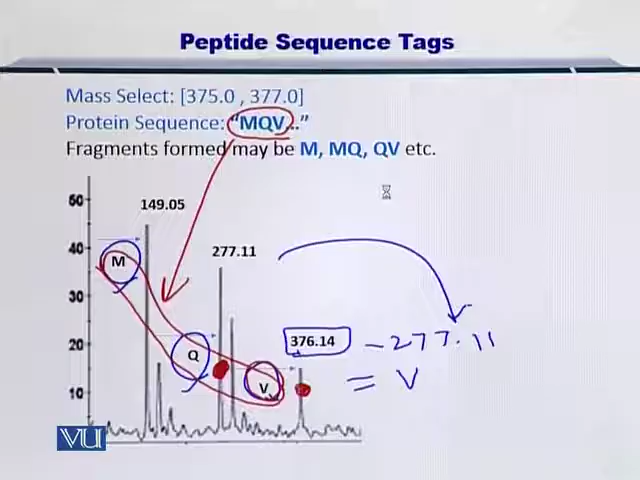 Peptide Sequence Tags
Mass Select: [375.0 , 377.0]
Protein Sequence: "MQV.."
Fragments formed may be M, MQ, QV etc.
50
149.05
277.11
40
M
30
376.14 - 277.11
20
Q
V
= V
10
VU